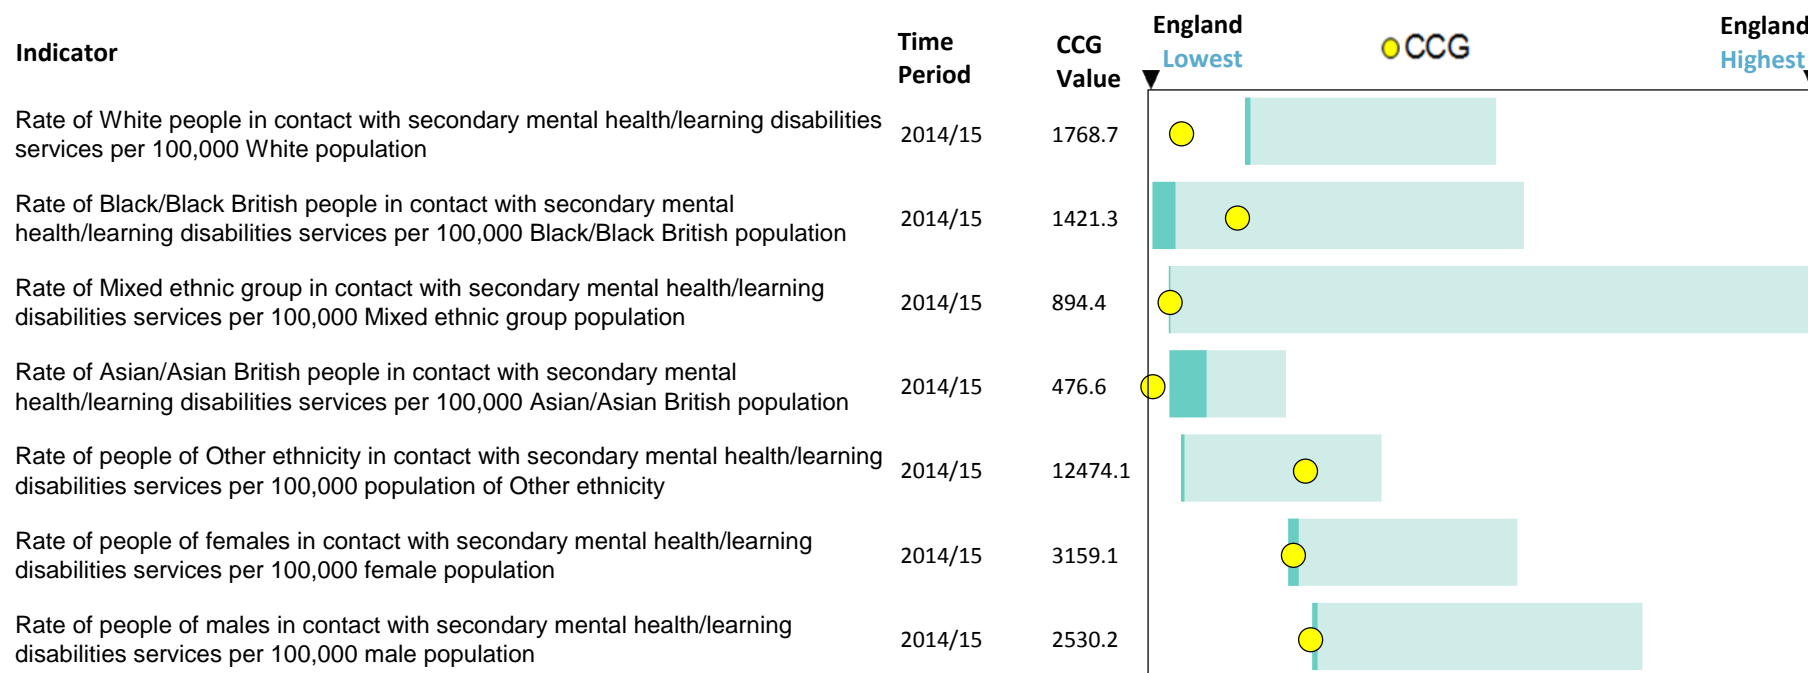 Indicator
Time Period
CCG Value
England Lowest
CCG
England Highest
Rate of White people in contact with secondary mental health/learning disabilities
services per 100,000 White population
2014/15
1768.7
Rate of Black/Black British people in contact with secondary mental
health/learning disabilities services per 100,000 Black/Black British population
2014/15
1421.3
Rate of Mixed ethnic group in contact with secondary mental health/learning
disabilities services per 100,000 Mixed ethnic group population
2014/15
894.4
Rate of Asian/Asian British people in contact with secondary mental
health/learning disabilities services per 100,000 Asian/Asian British population
2014/15
476.6
Rate of people of Other ethnicity in contact with secondary mental health/learning
disabilities services per 100,000 population of Other ethnicity
2014/15
12474.1
Rate of people of females in contact with secondary mental health/learning
disabilities services per 100,000 female population
2014/15
3159.1
Rate of people of males in contact with secondary mental health/learning
disabilities services per 100,000 male population
2014/15
2530.2